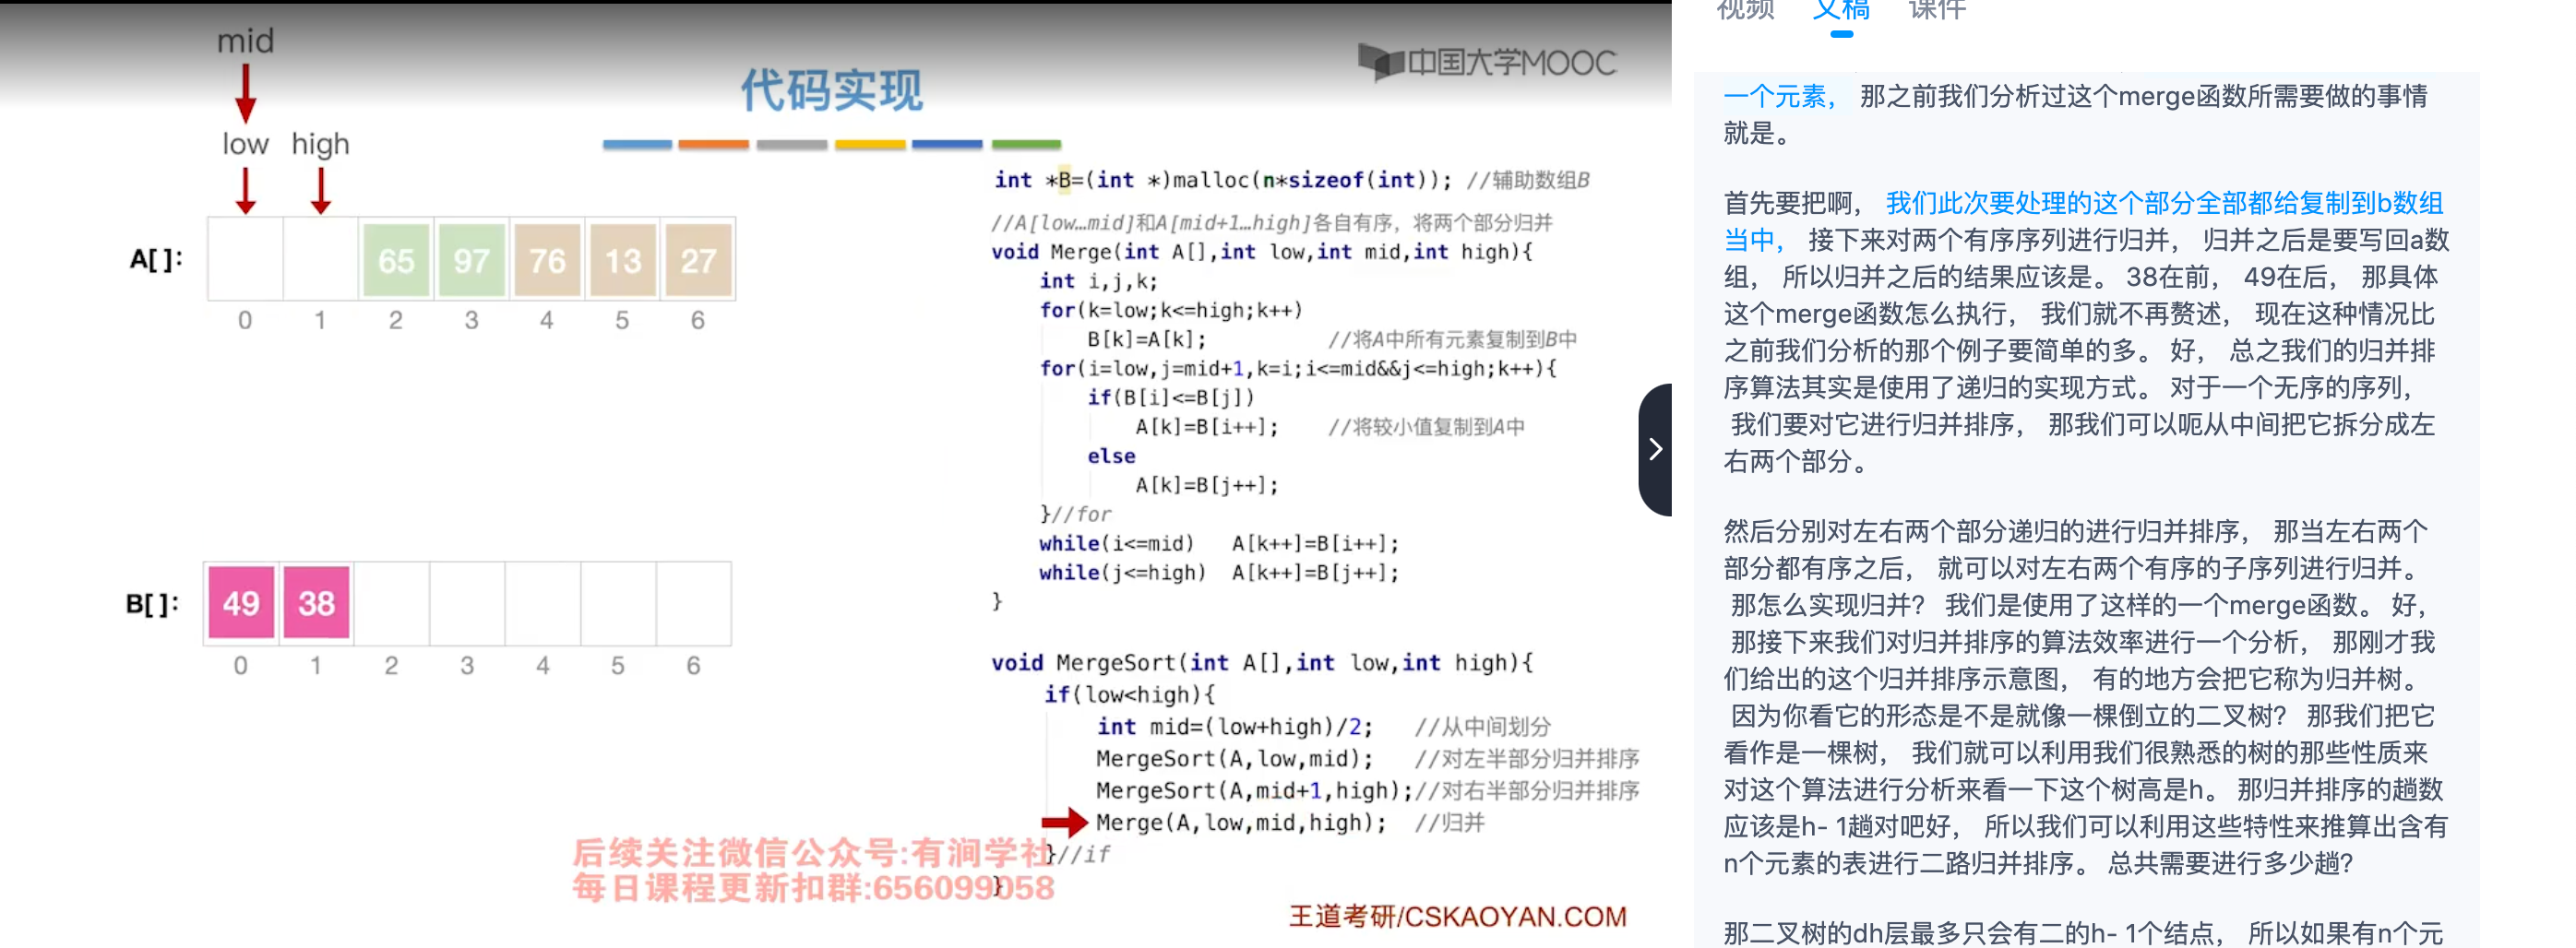 mid
low high
A[ ]:
65 97 76 13 27
0 1 2 3 4 5 6
B[ ]:
49 38
0 1 2 3 4 5 6
代码实现
中国大学MOOC
int *B=(int *)malloc(n*sizeof(int)); //辅助数组B
//A[low…mid]和A[mid+1…high]各自有序，将两个部分归并
void Merge(int A[],int low,int mid,int high){
int i,j,k;
for(k=low;k<=high;k++)
B[k]=A[k]; //将A中所有元素复制到B中
for(i=low,j=mid+1,k=i;i<=mid&&j<=high;k++){
if(B[i]<=B[j])
A[k]=B[i++]; //将较小值复制到A中
else
A[k]=B[j++];
}//for
while(i<=mid) A[k++]=B[i++];
while(j<=high) A[k++]=B[j++];
}
void MergeSort(int A[],int low,int high){
if(low<high){
int mid=(low+high)/2; //从中间划分
MergeSort(A,low,mid); //对左半部分归并排序
MergeSort(A,mid+1,high);//对右半部分归并排序
Merge(A,low,mid,high); //归并
}//if
}
后续关注微信公众号:有涧学社
每日课程更新扣群:656099058
王道考研/CSKAOYAN.COM
视频 文稿 课件
一个元素， 那之前我们分析过这个merge函数所需要做的事情
就是。
首先要把啊， 我们此次要处理的这个部分全部都给复制到b数组
当中， 接下来对两个有序序列进行归并， 归并之后是要写回a数
组， 所以归并之后的结果应该是。 38在前， 49在后， 那具体
这个merge函数怎么执行， 我们就不再赘述， 现在这种情况比
之前我们分析的那个例子要简单的多。 好， 总之我们的归并排
序算法其实是使用了递归的实现方式。 对于一个无序的序列，
我们要对它进行归并排序， 那我们可以呃从中间把它拆分成左
右两个部分。
然后分别对左右两个部分递归的进行归并排序， 那当左右两个
部分都有序之后， 就可以对左右两个有序的子序列进行归并。
那怎么实现归并？ 我们是使用了这样的一个merge函数。 好，
那接下来我们对归并排序的算法效率进行一个分析， 那刚才我
们给出的这个归并排序示意图， 有的地方会把它称为归并树。
因为你看它的形态是不是就像一棵倒立的二叉树？ 那我们把它
看作是一棵树， 我们就可以利用我们很熟悉的树的那些性质来
对这个算法进行分析来看一下这个树高是h。 那归并排序的趟数
应该是h- 1趟对吧好， 所以我们可以利用这些特性来推算出含有
n个元素的表进行二路归并排序。 总共需要进行多少趟？
那二叉树的dh层最多只会有二的h- 1个结点， 所以如果有n个元